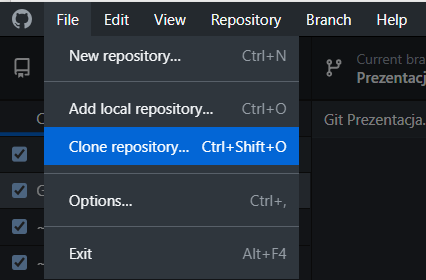 File Edit View Repository Branch Help
New repository... Ctrl+N
Current bra
Prezentacj
Add local repository... Ctrl+O
Git Prezentacja.
Clone repository... Ctrl+Shift+O
Options... Ctrl+,
Exit Alt+F4